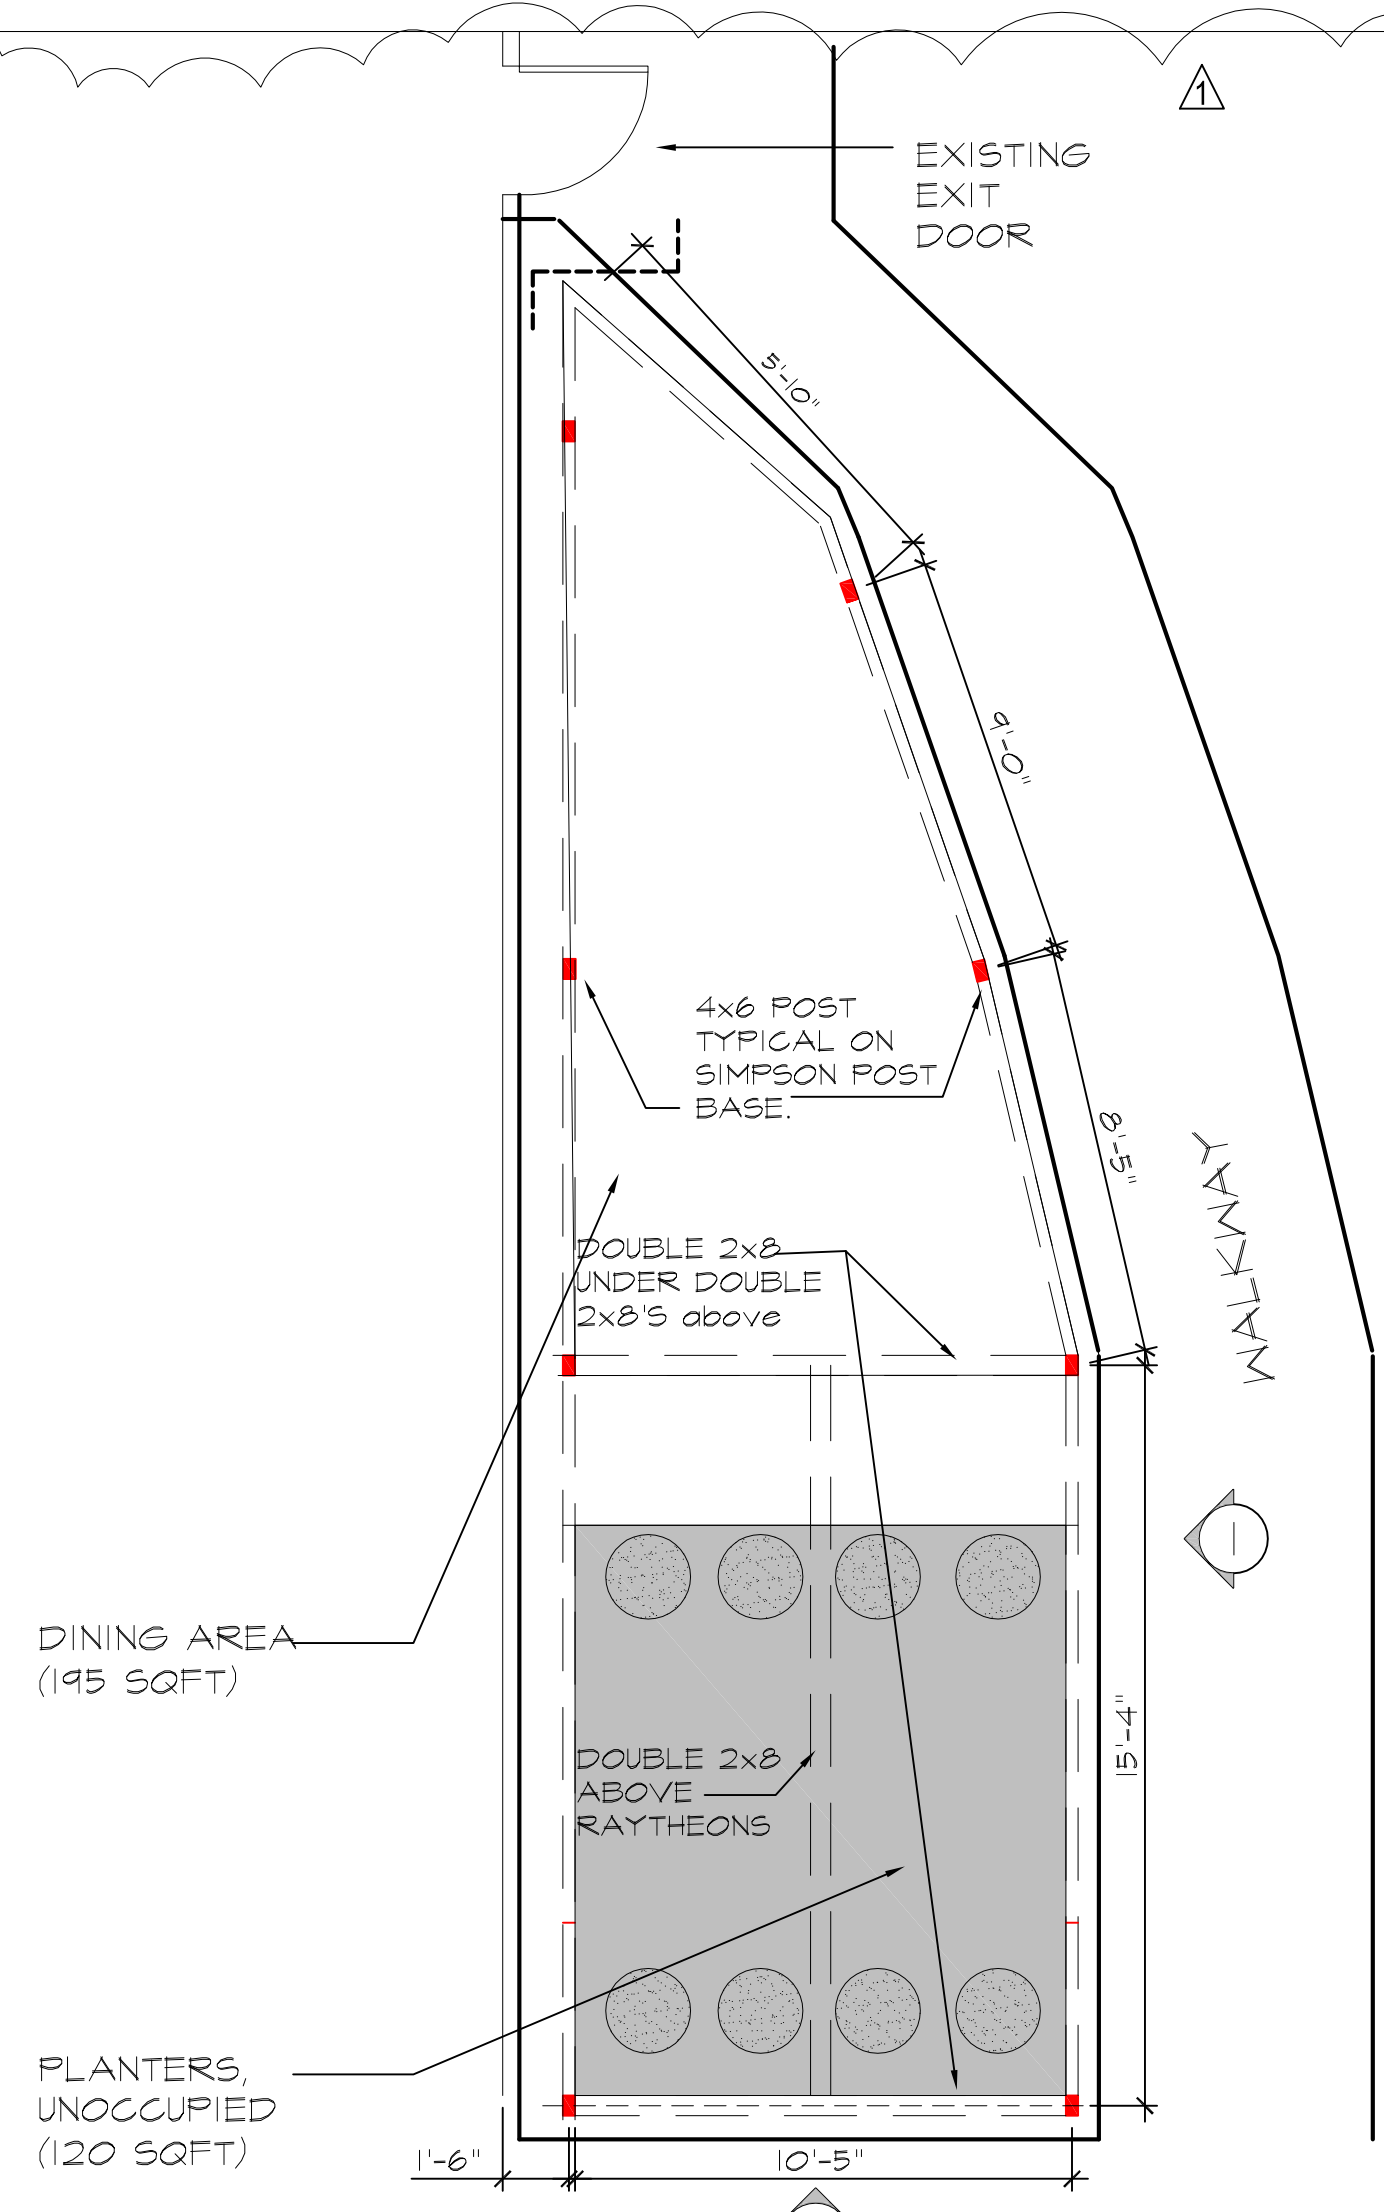 1
EXISTING
EXIT
DOOR
5'-10"
9'-0"
4x6 POST
TYPICAL ON
SIMPSON POST
BASE.
8'-5"
WALKWAY
DOUBLE 2x8
UNDER DOUBLE
2x8'S above
DINING AREA
(195 SQFT)
15'-4"
DOUBLE 2x8
ABOVE
RAYTHEONS
PLANTERS,
UNOCCUPIED
(120 SQFT)
1'-6"
10'-5"